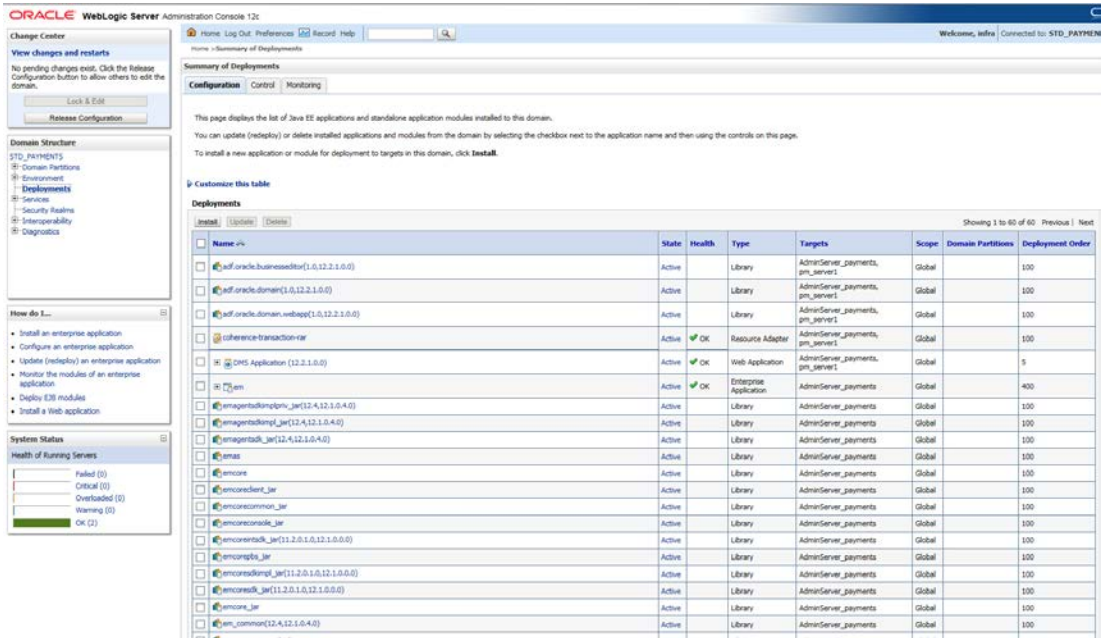 ORACLE WebLogic Server Administration Console 12c
Change Center
View changes and restarts
No pending changes exist. Click the Release
Configuration button to allow others to edit the
domain.
Lock & Edit
Release Configuration
Domain Structure
STD_PAYMENTS
Domain Partitions
Environment
Deployments
Services
Security Realms
Interoperability
Diagnostics
How do I...
Install an enterprise application
Configure an enterprise application
Update (redeploy) an enterprise application
Monitor the modules of an enterprise
application
Deploy EJB modules
Install a Web application
System Status
Health of Running Servers
Failed (0)
Critical (0)
Overloaded (0)
Warning (0)
OK (2)
Home Log Out Preferences Record Help
Welcome, infra Connected to: STD_PAYMEN
Home >Summary of Deployments
Summary of Deployments
Configuration Control Monitoring
This page displays the list of Java EE applications and standalone application modules installed to this domain.
You can update (redeploy) or delete installed applications and modules from the domain by selecting the checkbox next to the application name and then using the controls on this page.
To install a new application or module for deployment to targets in this domain, click Install.
Customize this table
Deployments
Install Update Delete Showing 1 to 60 of 60 Previous | Next
Name State Health Type Targets Scope Domain Partitions Deployment Order
adf.oracle.businesseditor(1.0,12.2.1.0.0) Active Library AdminServer_payments, pm_server1 Global 100
adf.oracle.domain(1.0,12.2.1.0.0) Active Library AdminServer_payments, pm_server1 Global 100
adf.oracle.domain.webapp(1.0,12.2.1.0.0) Active Library AdminServer_payments, pm_server1 Global 100
coherence-transaction-rar Active OK Resource Adapter AdminServer_payments, pm_server1 Global 100
DMS Application (12.2.1.0.0) Active OK Web Application AdminServer_payments, pm_server1 Global 5
em Active OK Enterprise Application AdminServer_payments Global 400
emagentsdkimplpriv_jar(12.4,12.1.0.4.0) Active Library AdminServer_payments Global 100
emagentsdkimpl_jar(12.4,12.1.0.4.0) Active Library AdminServer_payments Global 100
emagentsdk_jar(12.4,12.1.0.4.0) Active Library AdminServer_payments Global 100
emas Active Library AdminServer_payments Global 100
emcore Active Library AdminServer_payments Global 100
emcoreclient_jar Active Library AdminServer_payments Global 100
emcorecommon_jar Active Library AdminServer_payments Global 100
emcoreconsole_jar Active Library AdminServer_payments Global 100
emcoreintsdk_jar(11.2.0.1.0,12.1.0.0.0) Active Library AdminServer_payments Global 100
emcorepbs_jar Active Library AdminServer_payments Global 100
emcoresdkimpl_jar(11.2.0.1.0,12.1.0.0.0) Active Library AdminServer_payments Global 100
emcoresdk_jar(11.2.0.1.0,12.1.0.0.0) Active Library AdminServer_payments Global 100
emcore_jar Active Library AdminServer_payments Global 100
em_common(12.4,12.1.0.4.0) Active Library AdminServer_payments Global 100